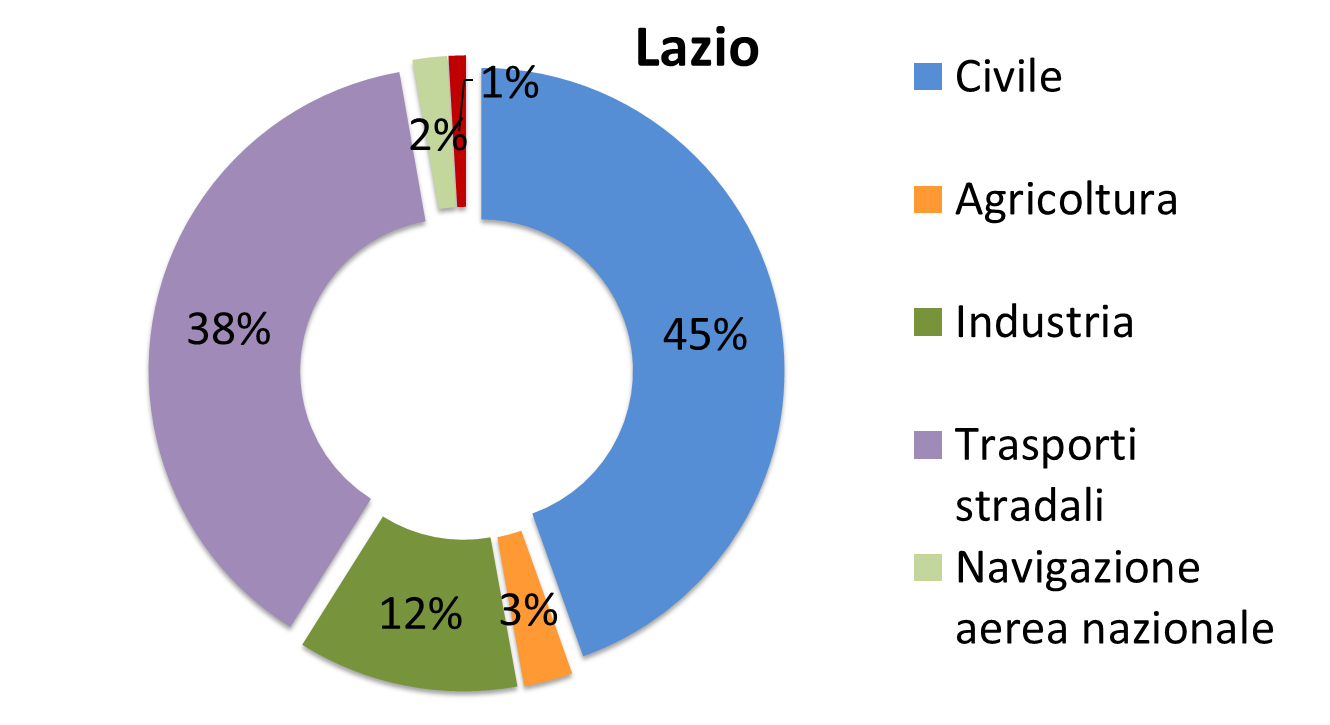 Lazio
1%
2%
38%
45%
12%
3%
Civile
Agricoltura
Industria
Trasporti
stradali
Navigazione
aerea nazionale